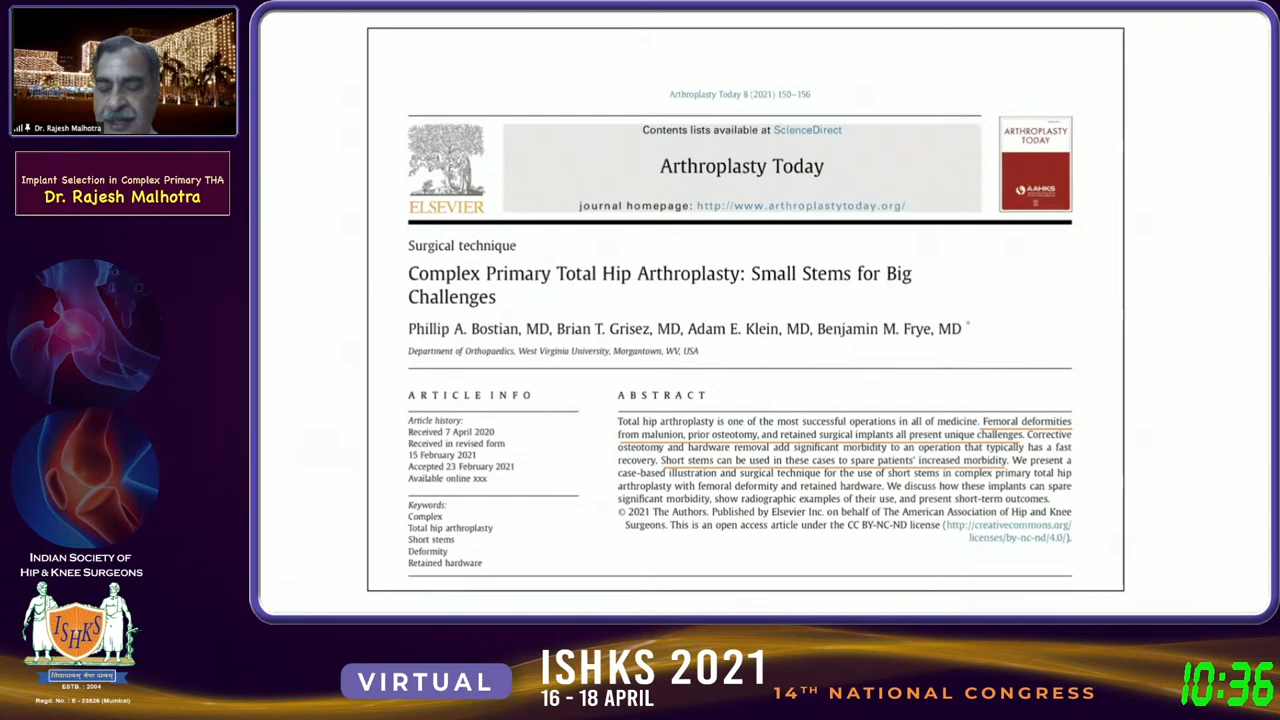 Dr. Rajesh Malhotra
Implant Selection in Complex Primary THA
Dr. Rajesh Malhotra
INDIAN SOCIETY OF
HIP & KNEE SURGEONS
ISHKS
ESTB. : 2004
Regd. No. : E - 23526 (Mumbai)
Arthroplasty Today 8 (2021) 150–156
ELSEVIER
Contents lists available at ScienceDirect
Arthroplasty Today
journal homepage: http://www.arthroplastytoday.org/
ARTHROPLASTY
TODAY
AAHKS
Surgical technique
Complex Primary Total Hip Arthroplasty: Small Stems for Big
Challenges
Phillip A. Bostian, MD, Brian T. Grisez, MD, Adam E. Klein, MD, Benjamin M. Frye, MD *
Department of Orthopaedics, West Virginia University, Morgantown, WV, USA
ARTICLE INFO
Article history:
Received 7 April 2020
Received in revised form
15 February 2021
Accepted 23 February 2021
Available online xxx
Keywords:
Complex
Total hip arthroplasty
Short stems
Deformity
Retained hardware
ABSTRACT
Total hip arthroplasty is one of the most successful operations in all of medicine. Femoral deformities
from malunion, prior osteotomy, and retained surgical implants all present unique challenges. Corrective
osteotomy and hardware removal add significant morbidity to an operation that typically has a fast
recovery. Short stems can be used in these cases to spare patients' increased morbidity. We present a
case-based illustration and surgical technique for the use of short stems in complex primary total hip
arthroplasty with femoral deformity and retained hardware. We discuss how these implants can spare
significant morbidity, show radiographic examples of their use, and present short-term outcomes.
© 2021 The Authors. Published by Elsevier Inc. on behalf of The American Association of Hip and Knee
Surgeons. This is an open access article under the CC BY-NC-ND license (http://creativecommons.org/
licenses/by-nc-nd/4.0/).
VIRTUAL
ISHKS 2021
16 - 18 APRIL
14TH NATIONAL CONGRESS
10:36